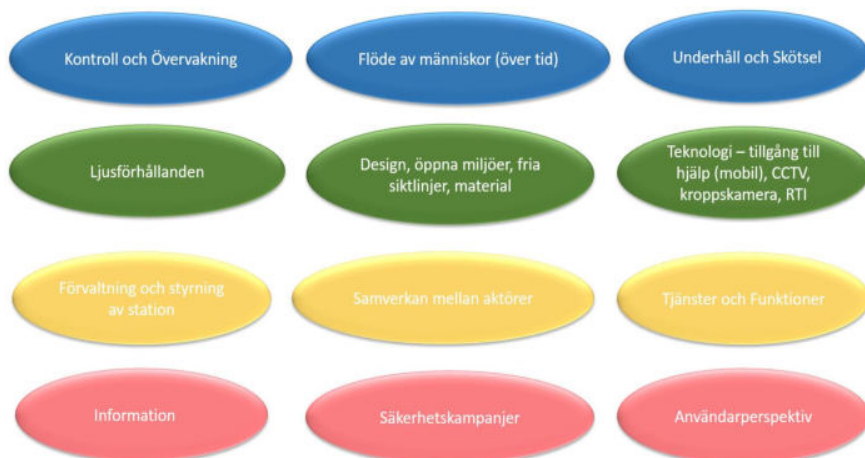 Kontroll och Övervakning
Flöde av människor (över tid)
Underhåll och Skötsel
Ljusförhållanden
Design, öppna miljöer, fria
siktlinjer, material
Teknologi – tillgång till
hjälp (mobil), CCTV,
kroppskamera, RTI
Förvaltning och styrning
av station
Samverkan mellan aktörer
Tjänster och Funktioner
Information
Säkerhetskampanjer
Användarperspektiv